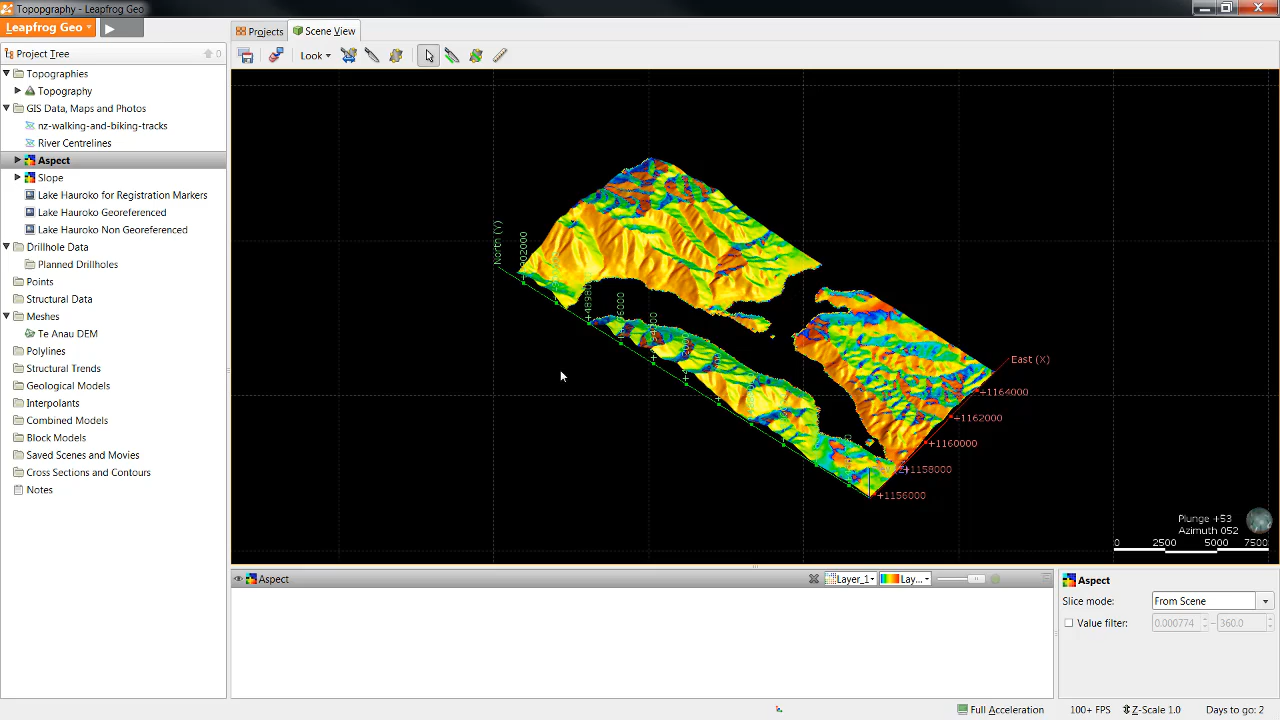 Topopgraphy - Leapfrog Geo
Leapfrog Geo
Projects
Scene View
Project Tree
0
Look
Topographies
Topography
GIS Data, Maps and Photos
nz-walking-and-biking-tracks
River Centrelines
Aspect
Slope
Lake Hauroko for Registration Markers
Lake Hauroko Georeferenced
Lake Hauroko Non Georeferenced
Drillhole Data
Planned Drillholes
Points
Structural Data
Meshes
Te Anau DEM
Polylines
Structural Trends
Geological Models
Interpolants
Combined Models
Block Models
Saved Scenes and Movies
Cross Sections and Contours
Notes
North (Y)
East (X)
+1164000
+1162000
+1160000
+1158000
+1156000
Plunge +53
Azimuth 052
0 2500 5000 7500
Aspect
Layer_1
Lay...
Aspect
Slice mode: From Scene
Value filter: 0.000774 – 360.0
Full Acceleration
100+ FPS
Z-Scale 1.0
Days to go: 2